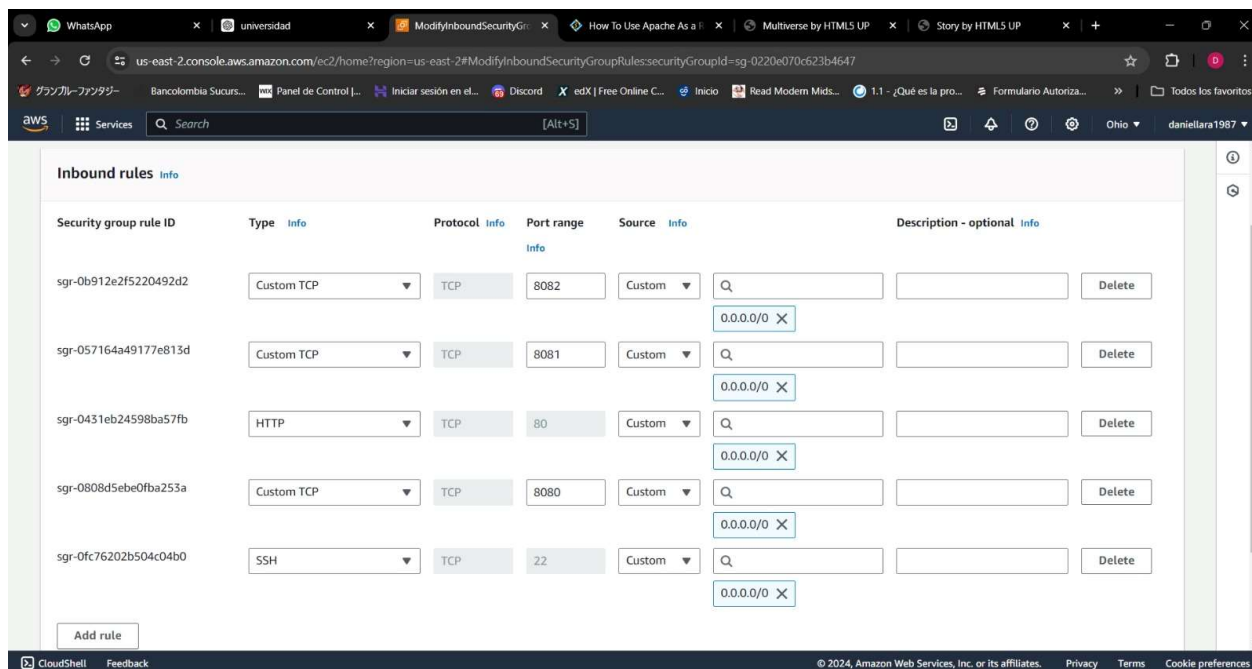 WhatsApp
universidad
ModifyInboundSecurityGro
How To Use Apache As a R
Multiverse by HTML5 UP
Story by HTML5 UP
us-east-2.console.aws.amazon.com/ec2/home?region=us-east-2#ModifyInboundSecurityGroupRules:securityGroupId=sg-0220e070c623b4647
D
グランブルーファンタジー
Bancolombia Sucurs...
WIX Panel de Control |...
Iniciar sesión en el...
69 Discord
X edX | Free Online C...
Inicio
Read Modern Mids...
1.1 - ¿Qué es la pro...
Formulario Autoriza...
»
Todos los favoritos
aws Services Search [Alt+S] Ohio daniellara1987
Inbound rules Info
Security group rule ID Type Info Protocol Info Port range Info Source Info Description - optional Info
sgr-0b912e2f5220492d2 Custom TCP TCP 8082 Custom Delete
0.0.0.0/0
sgr-057164a49177e813d Custom TCP TCP 8081 Custom Delete
0.0.0.0/0
sgr-0431eb24598ba57fb HTTP TCP 80 Custom Delete
0.0.0.0/0
sgr-0808d5ebe0fba253a Custom TCP TCP 8080 Custom Delete
0.0.0.0/0
sgr-0fc76202b504c04b0 SSH TCP 22 Custom Delete
0.0.0.0/0
Add rule
CloudShell Feedback © 2024, Amazon Web Services, Inc. or its affiliates. Privacy Terms Cookie preferences